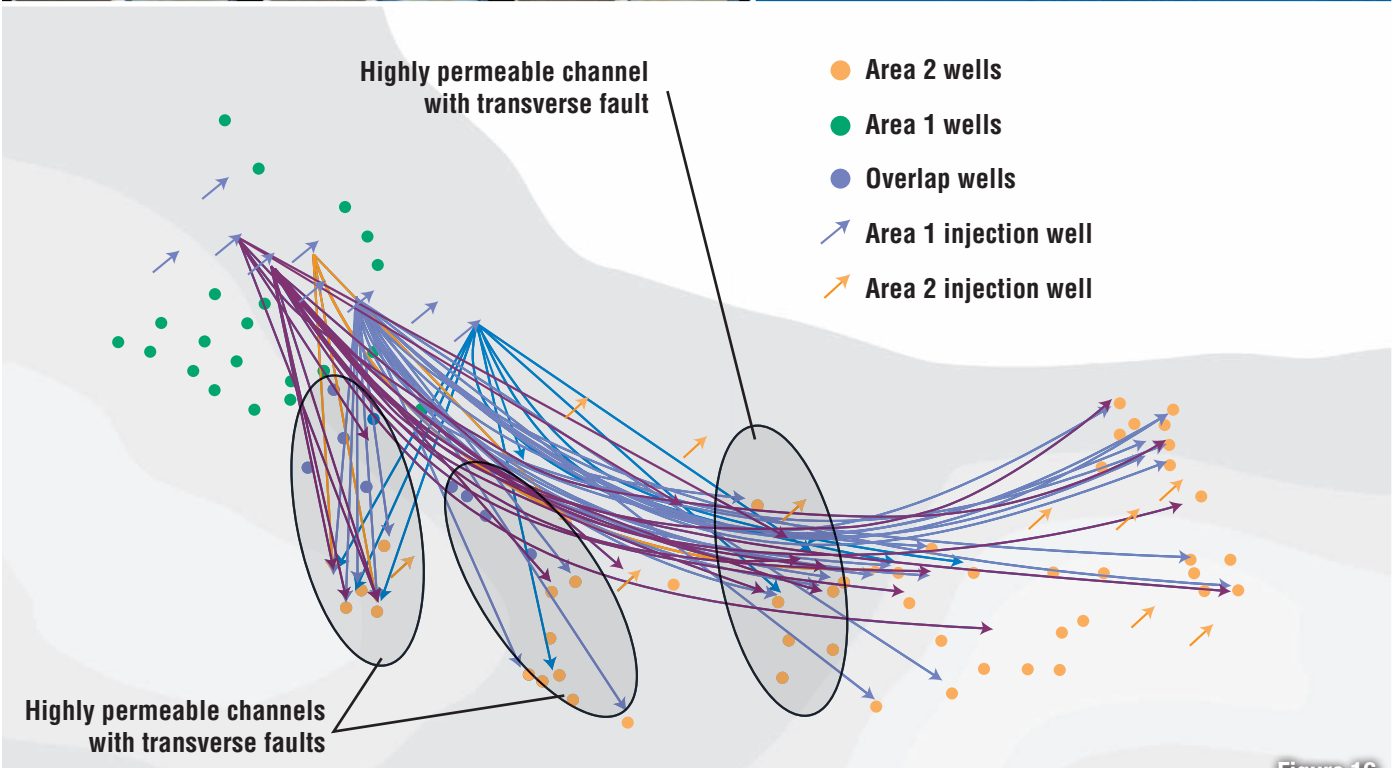 Highly permeable channel
with transverse fault
Area 2 wells
Area 1 wells
Overlap wells
Area 1 injection well
Area 2 injection well
Highly permeable channels
with transverse faults